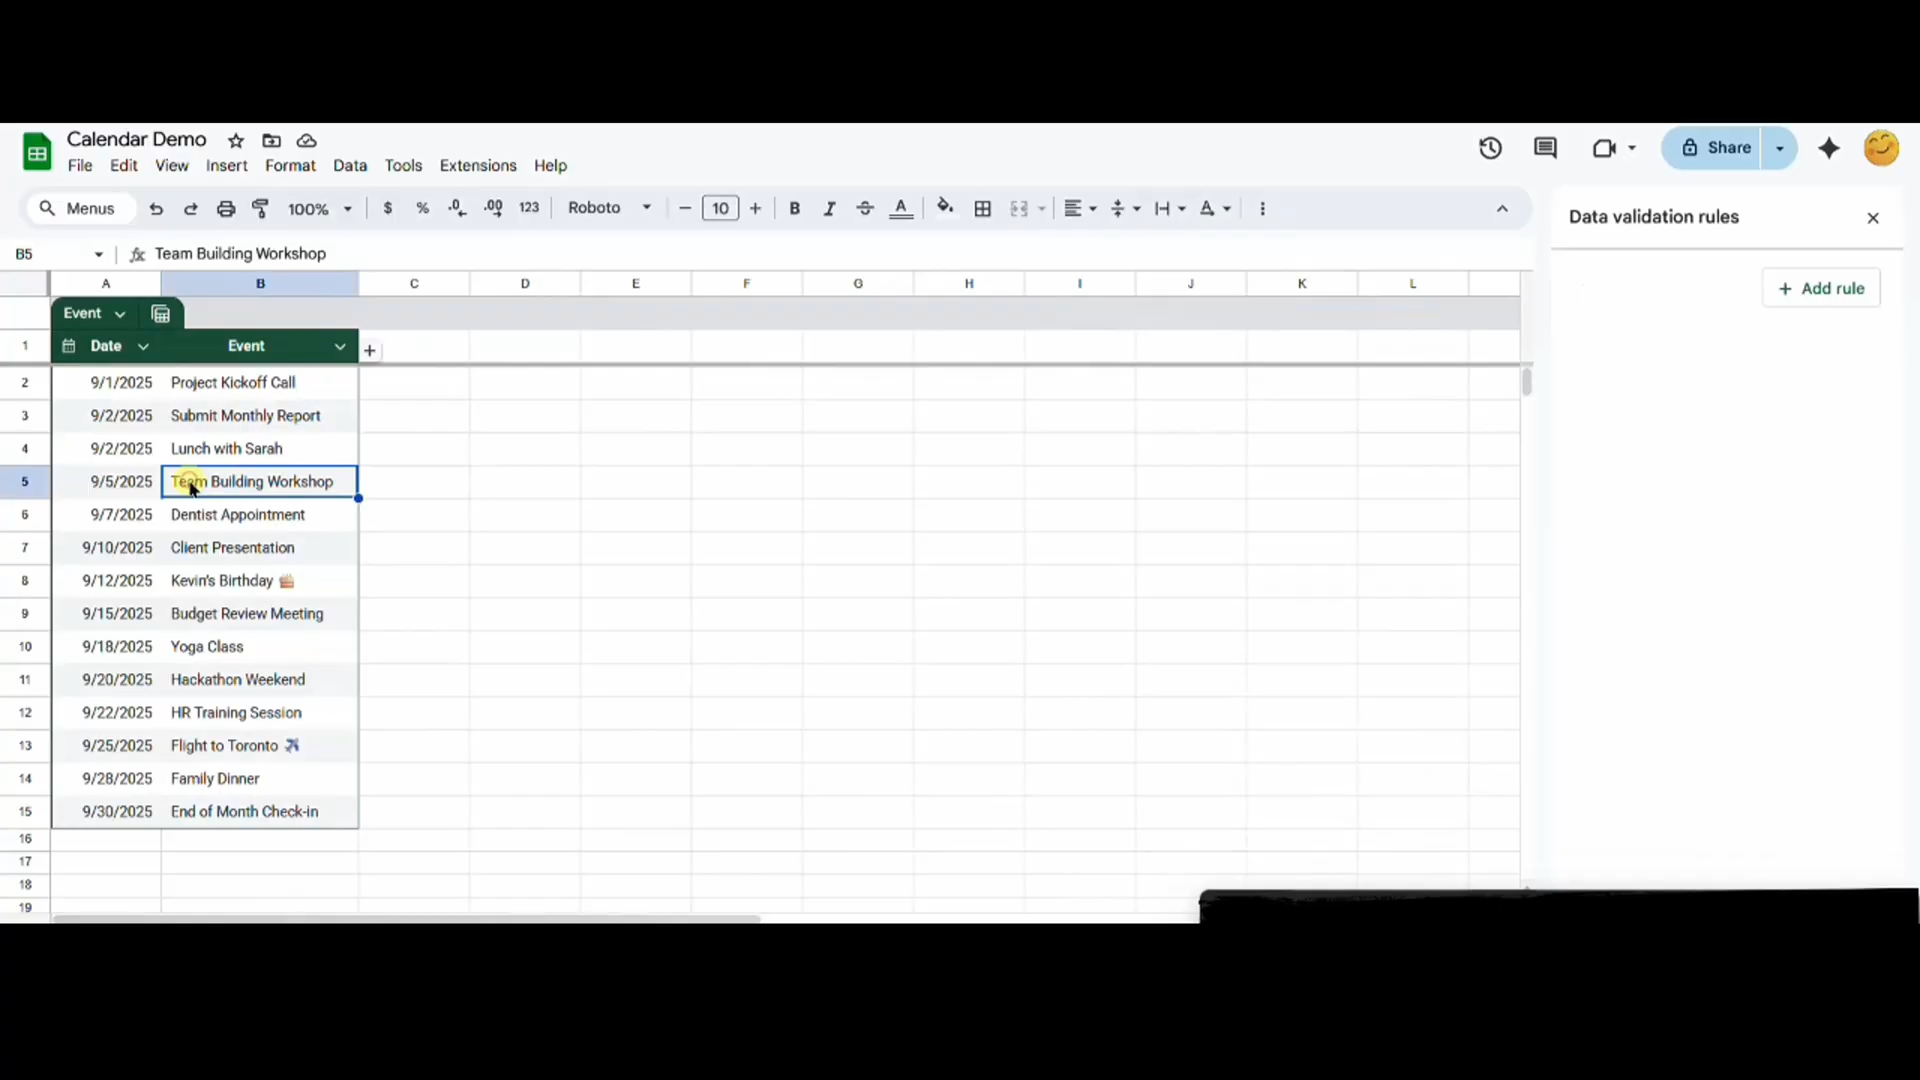 Calendar Demo
File Edit View Insert Format Data Tools Extensions Help
Share
Menus 100% $ % .0 .00 123 Roboto 10 B I S A
Data validation rules
B5 fx Team Building Workshop
Add rule
A B C D E F G H I J K L
Event
1 Date Event
2 9/1/2025 Project Kickoff Call
3 9/2/2025 Submit Monthly Report
4 9/2/2025 Lunch with Sarah
5 9/5/2025 Team Building Workshop
6 9/7/2025 Dentist Appointment
7 9/10/2025 Client Presentation
8 9/12/2025 Kevin's Birthday 🎂
9 9/15/2025 Budget Review Meeting
10 9/18/2025 Yoga Class
11 9/20/2025 Hackathon Weekend
12 9/22/2025 HR Training Session
13 9/25/2025 Flight to Toronto ✈️
14 9/28/2025 Family Dinner
15 9/30/2025 End of Month Check-in
16
17
18
19